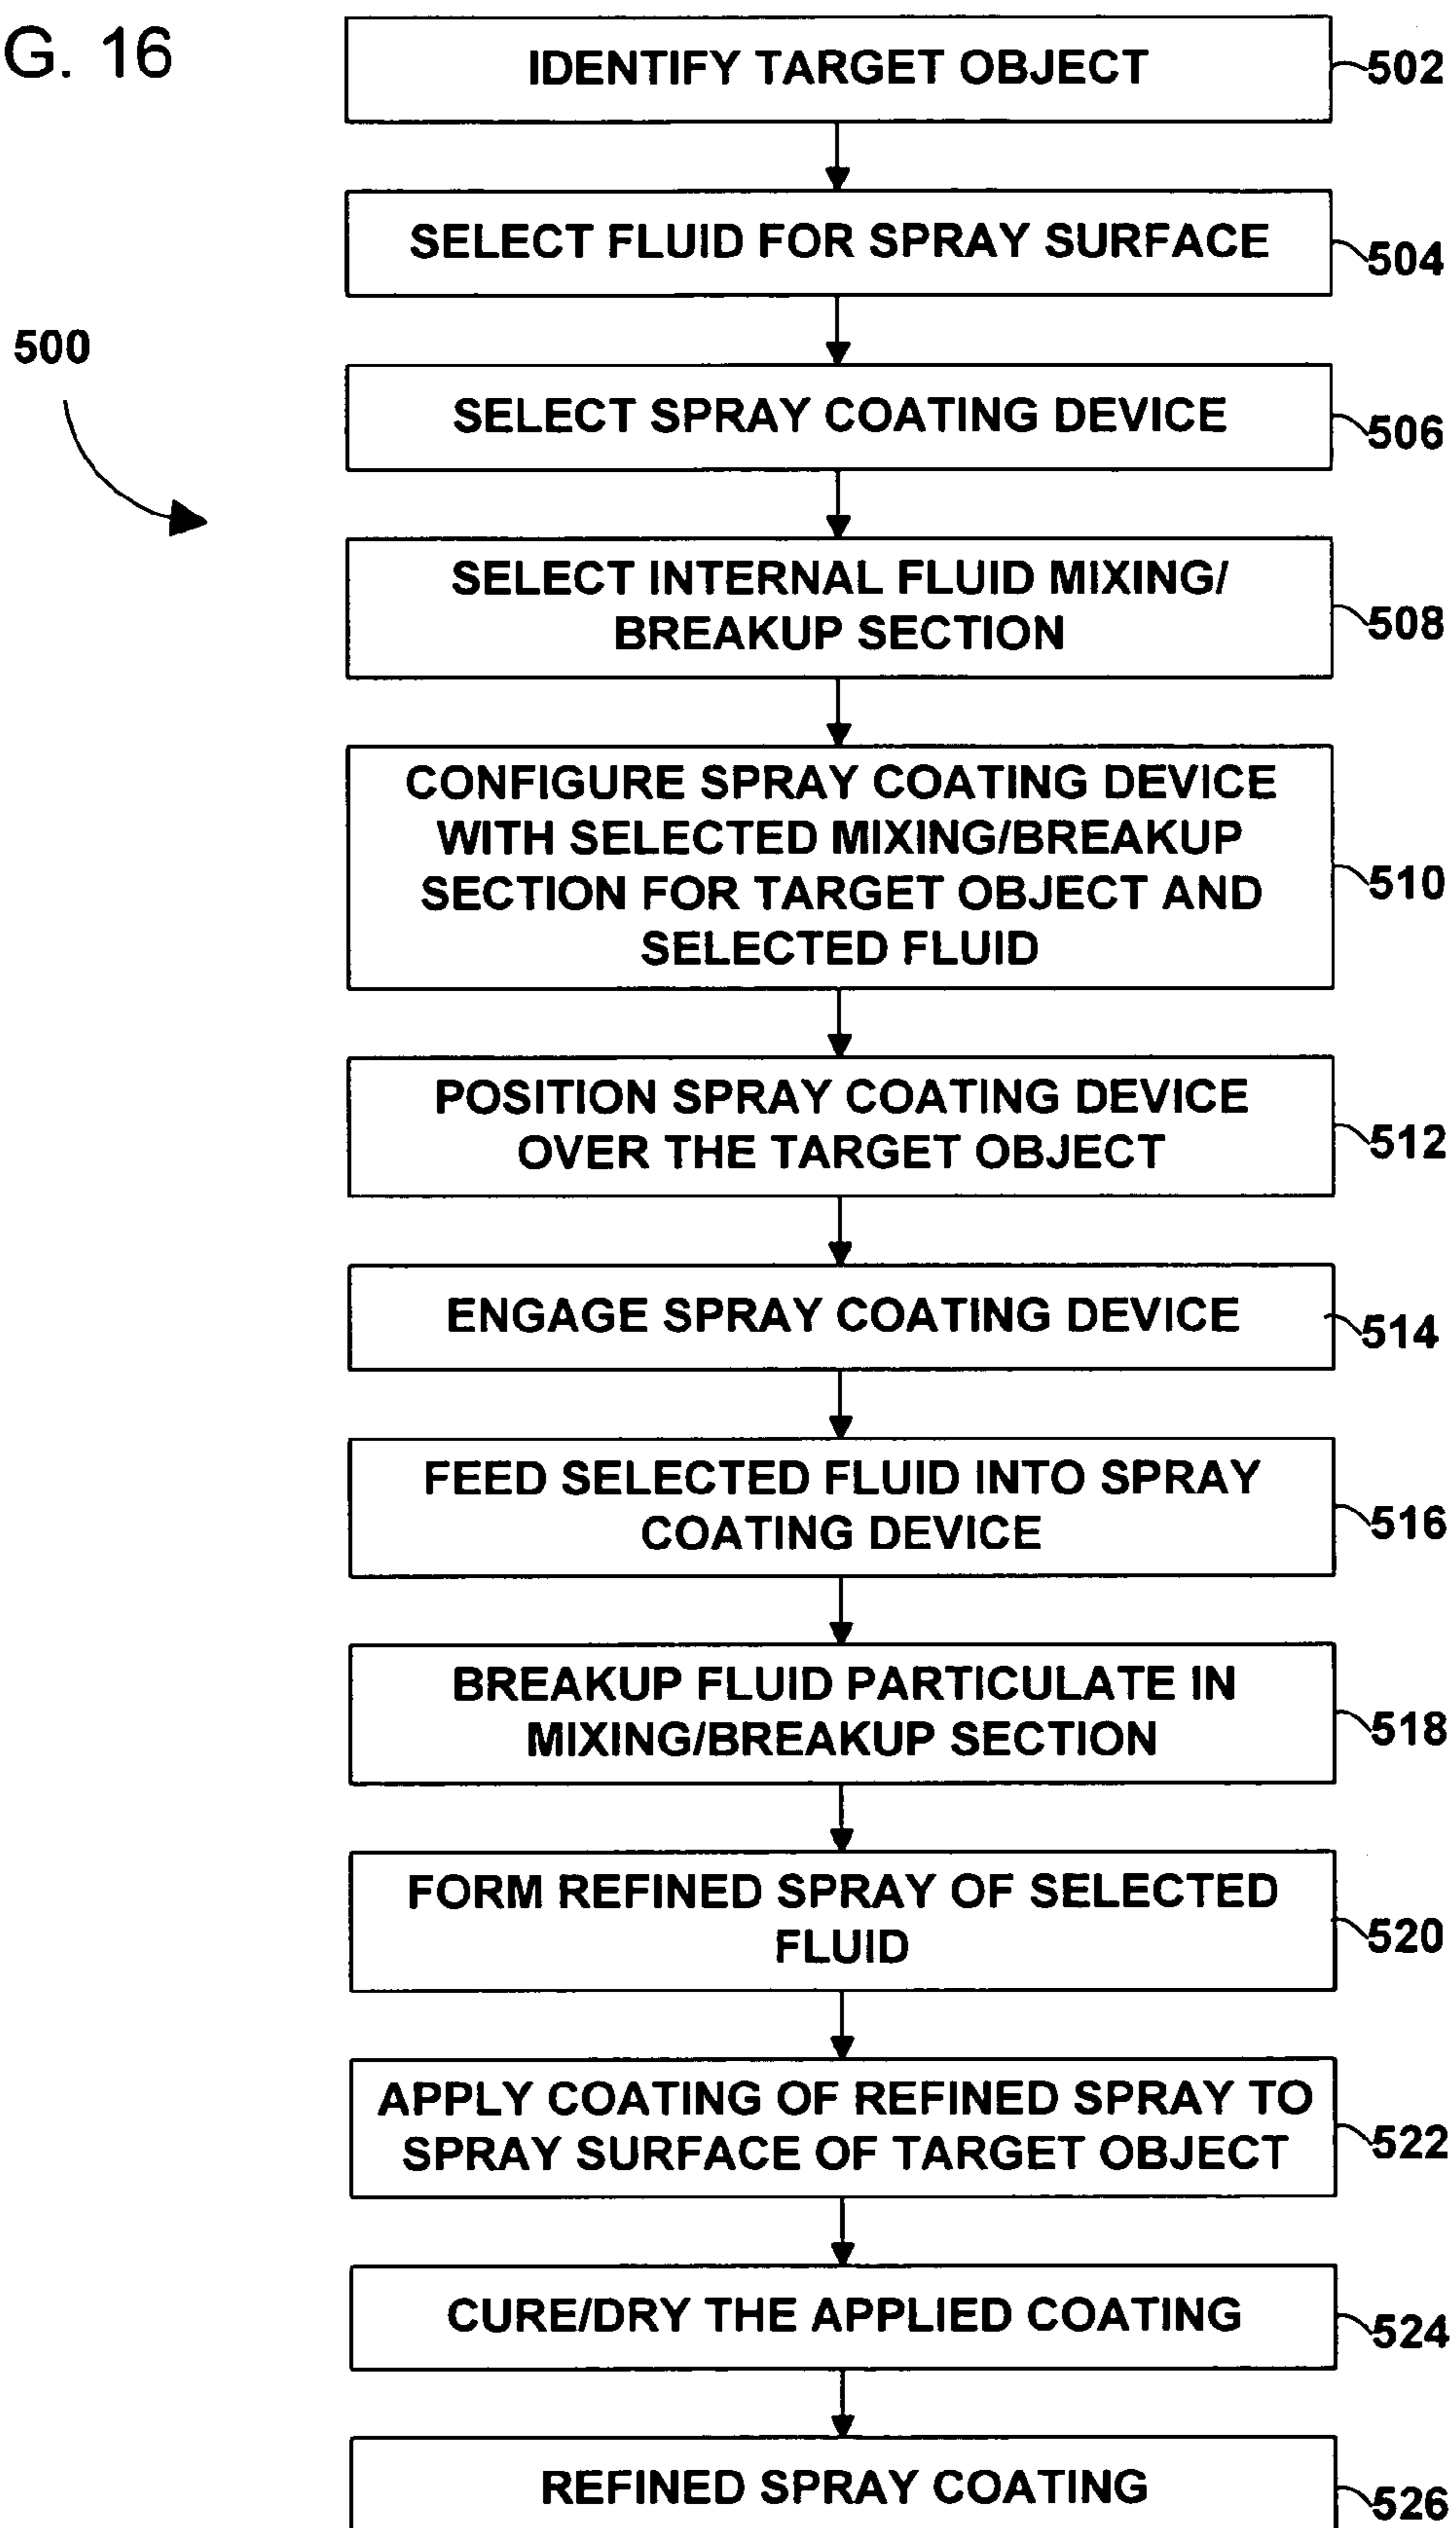 G. 16
IDENTIFY TARGET OBJECT
502
SELECT FLUID FOR SPRAY SURFACE
504
500
SELECT SPRAY COATING DEVICE
506
SELECT INTERNAL FLUID MIXING/
BREAKUP SECTION
508
CONFIGURE SPRAY COATING DEVICE
WITH SELECTED MIXING/BREAKUP
SECTION FOR TARGET OBJECT AND
SELECTED FLUID
510
POSITION SPRAY COATING DEVICE
OVER THE TARGET OBJECT
512
ENGAGE SPRAY COATING DEVICE
514
FEED SELECTED FLUID INTO SPRAY
COATING DEVICE
516
BREAKUP FLUID PARTICULATE IN
MIXING/BREAKUP SECTION
518
FORM REFINED SPRAY OF SELECTED
FLUID
520
APPLY COATING OF REFINED SPRAY TO
SPRAY SURFACE OF TARGET OBJECT
522
CURE/DRY THE APPLIED COATING
524
REFINED SPRAY COATING
526